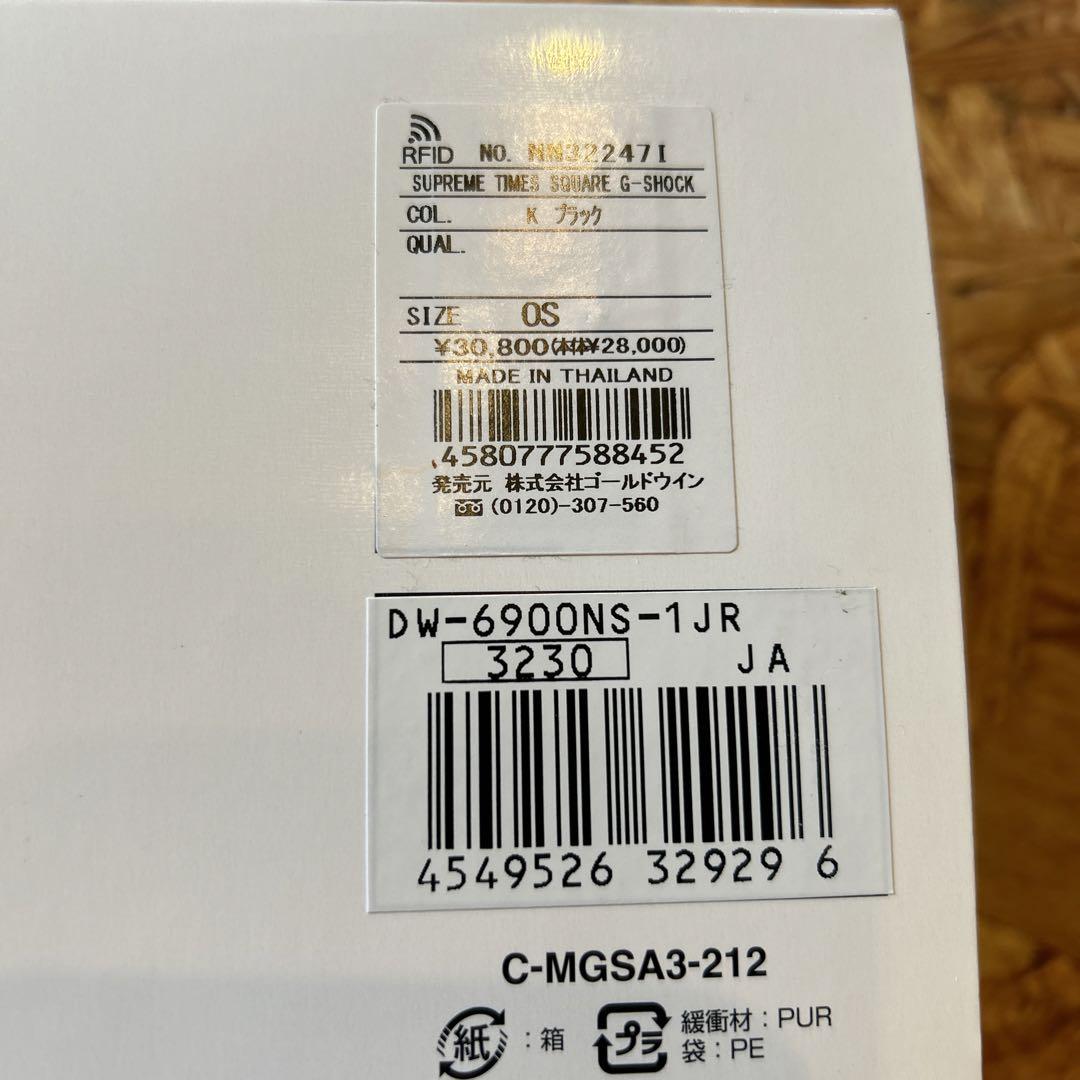 RFID NO. NN32247I
SUPREME TIMES SQUARE G-SHOCK
COL. K ブラック
QUAL.
SIZE OS
¥30,800(本体¥28,000)
MADE IN THAILAND
4580777588452
発売元 株式会社ゴールドウイン
(0120)-307-560
DW-6900NS-1JR
3230 JA
4549526 32929 6
C-MGSA3-212
紙 : 箱
プラ 緩衝材 : PUR
袋 : PE